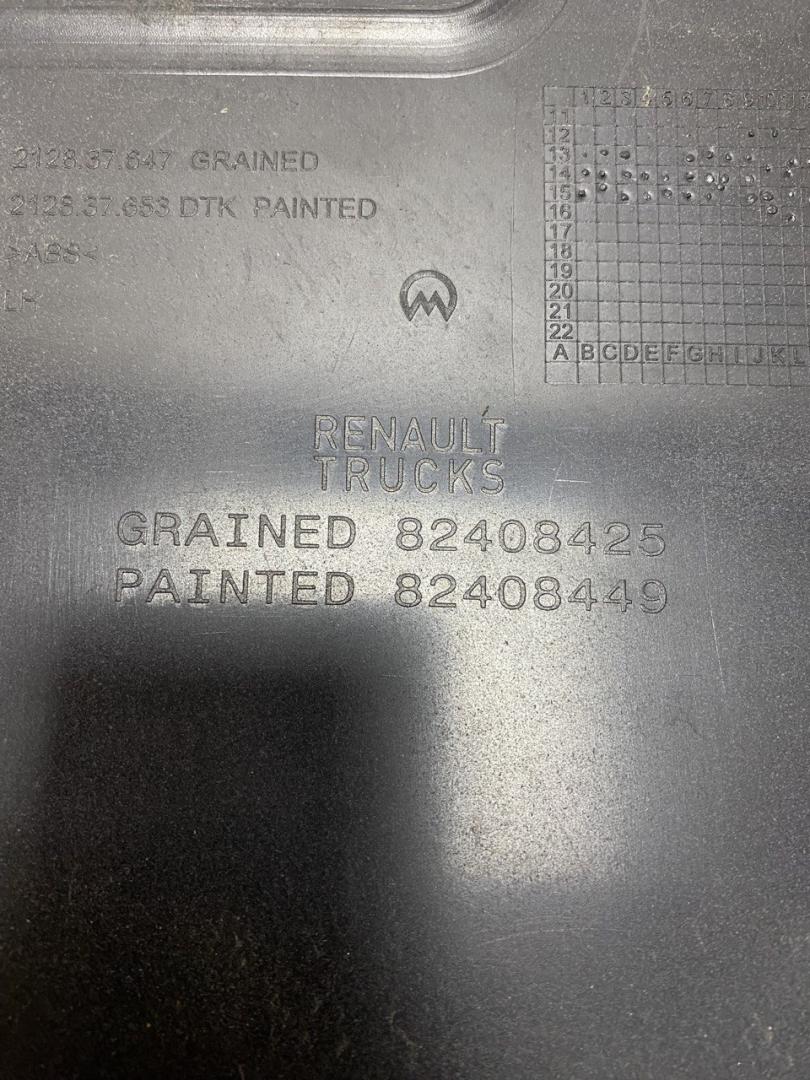 2128.37.647 GRAINED
2128.37.653 DTK PAINTED
>ABS<
LH
1 2 3 4 5 6 7 8 9
11
12
13
14
15
16
17
18
19
20
21
22
A B C D E F G H I J K L
RENAULT
TRUCKS
GRAINED 82408425
PAINTED 82408449